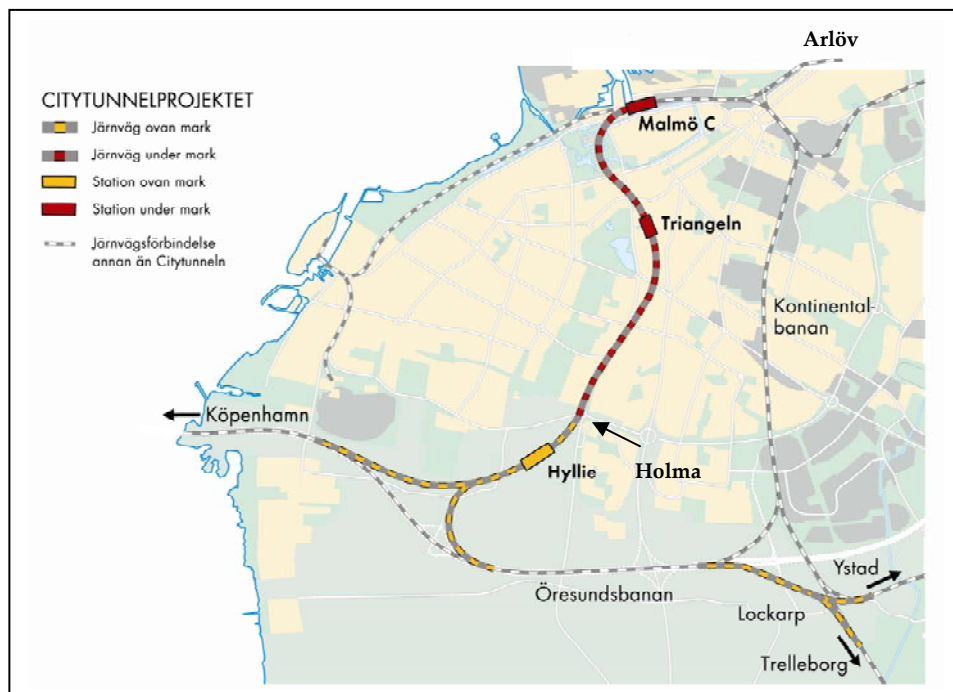 Arlöv
CITYTUNNELPROJEKTET
Järnväg ovan mark
Järnväg under mark
Station ovan mark
Station under mark
Järnvägsförbindelse
annan än Citytunneln
Malmö C
Triangeln
Kontinental-
banan
Köpenhamn
Hyllie
Holma
Öresundsbanan
Ystad
Lockarp
Trelleborg